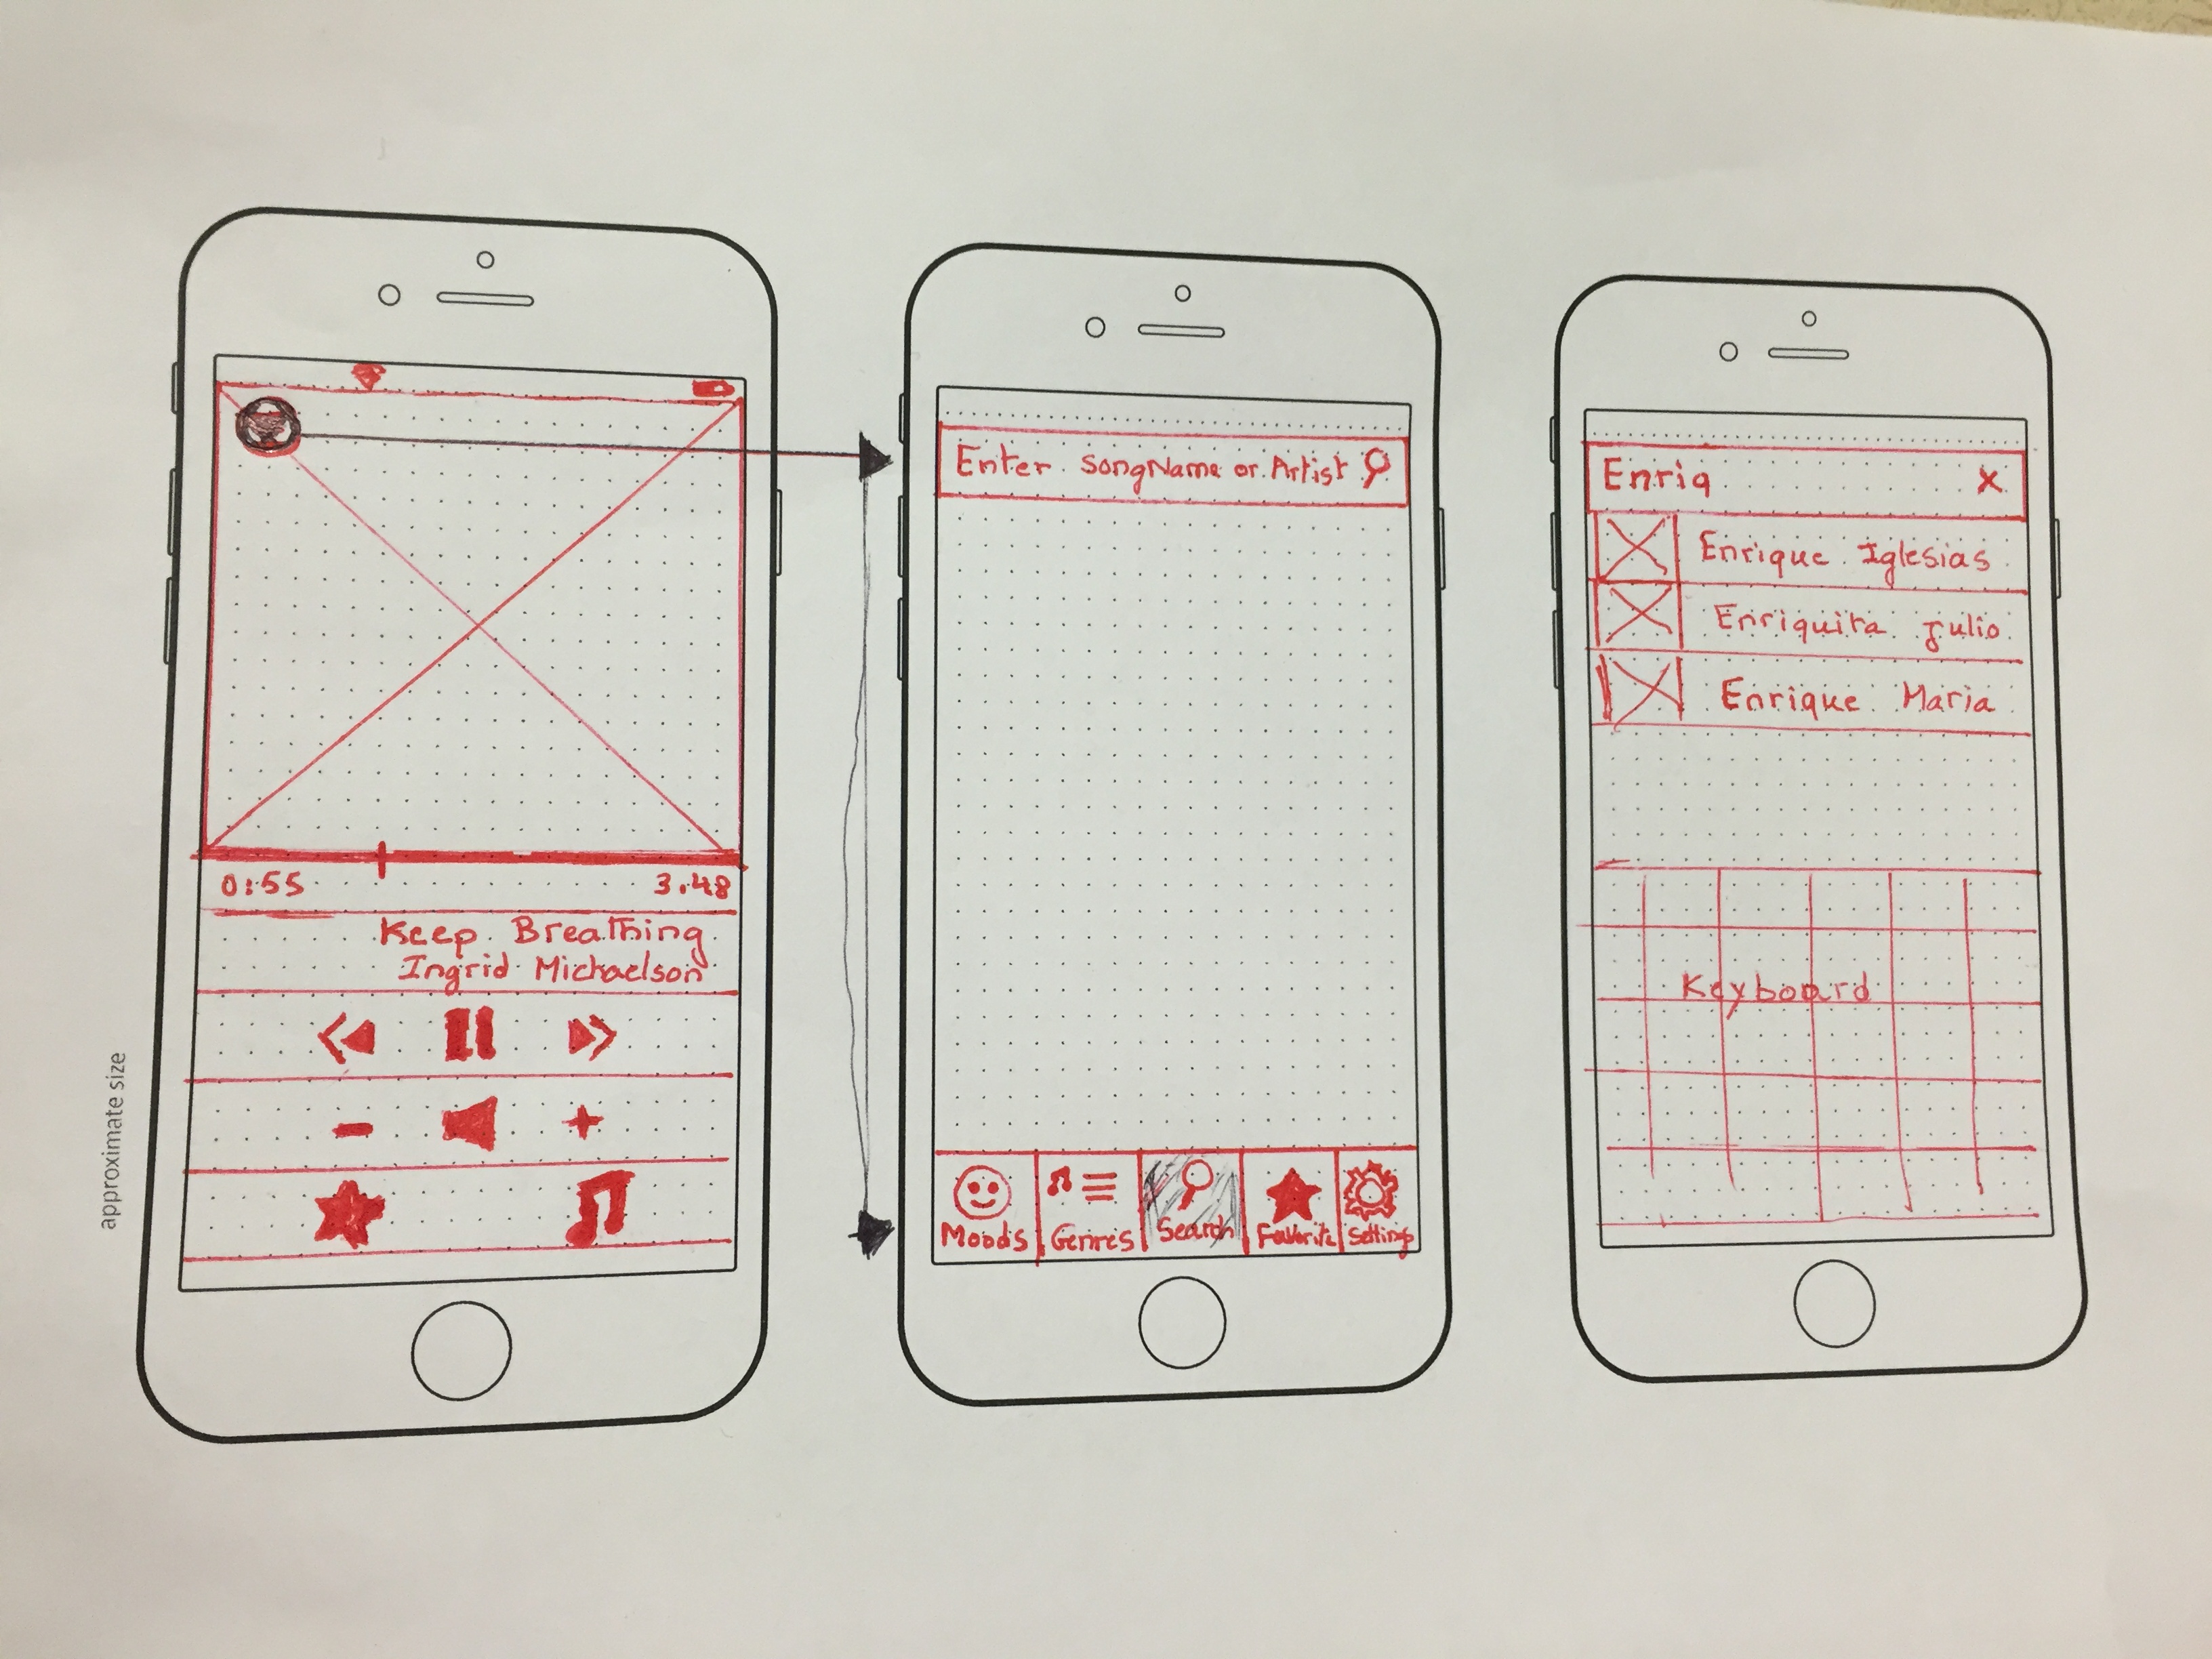 approximate size
0:55 3.48
Keep Breathing
Ingrid Michaelson
Enter SongName or Artist
Moods Genres Search Favorite Settings
Enriq x
Enrique Iglesias
Enriquita Julio
Enrique Maria
Keyboard